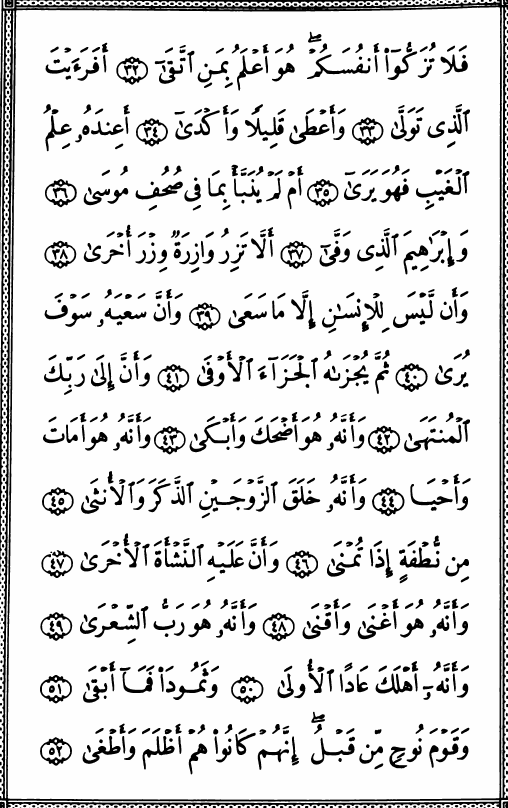 فَلَا تُزَكُّوٓا۟ أَنفُسَكُمْ ۖ هُوَ أَعْلَمُ بِمَنِ ٱتَّقَىٰٓ ٣٢ أَفَرَءَيْتَ
ٱلَّذِى تَوَلَّىٰ ٣٣ وَأَعْطَىٰ قَلِيلًا وَأَكْدَىٰٓ ٣٤ أَعِندَهُۥ عِلْمُ
ٱلْغَيْبِ فَهُوَ يَرَىٰٓ ٣٥ أَمْ لَمْ يُنَبَّأْ بِمَا فِى صُحُفِ مُوسَىٰ ٣٦
وَإِبْرَٰهِيمَ ٱلَّذِى وَفَّىٰٓ ٣٧ أَلَّا تَزِرُ وَازِرَةٌ وِزْرَ أُخْرَىٰ ٣٨
وَأَن لَّيْسَ لِلْإِنسَـٰنِ إِلَّا مَا سَعَىٰ ٣٩ وَأَنَّ سَعْيَهُۥ سَوْفَ
يُرَىٰ ٤٠ ثُمَّ يُجْزَىٰهُ ٱلْجَزَآءَ ٱلْأَوْفَىٰ ٤١ وَأَنَّ إِلَىٰ رَبِّكَ
ٱلْمُنتَهَىٰ ٤٢ وَأَنَّهُۥ هُوَ أَضْحَكَ وَأَبْكَىٰ ٤٣ وَأَنَّهُۥ هُوَ أَمَاتَ
وَأَحْيَا ٤٤ وَأَنَّهُۥ خَلَقَ ٱلزَّوْجَيْنِ ٱلذَّكَرَ وَٱلْأُنثَىٰ ٤٥
مِن نُّطْفَةٍ إِذَا تُمْنَىٰ ٤٦ وَأَنَّ عَلَيْهِ ٱلنَّشْأَةَ ٱلْأُخْرَىٰ ٤٧
وَأَنَّهُۥ هُوَ أَغْنَىٰ وَأَقْنَىٰ ٤٨ وَأَنَّهُۥ هُوَ رَبُّ ٱلشِّعْرَىٰ ٤٩
وَأَنَّهُۥٓ أَهْلَكَ عَادًا ٱلْأُولَىٰ ٥٠ وَثَمُودَا۟ فَمَآ أَبْقَىٰ ٥١
وَقَوْمَ نُوحٍ مِّن قَبْلُ ۖ إِنَّهُمْ كَانُوا۟ هُمْ أَظْلَمَ وَأَطْغَىٰ ٥٢